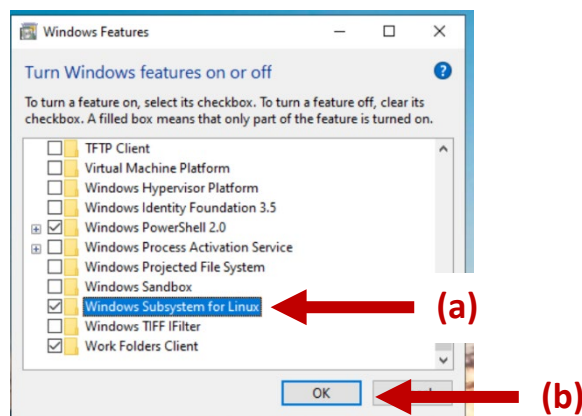 Windows Features
Turn Windows features on or off
To turn a feature on, select its checkbox. To turn a feature off, clear its
checkbox. A filled box means that only part of the feature is turned on.
TFTP Client
Virtual Machine Platform
Windows Hypervisor Platform
Windows Identity Foundation 3.5
Windows PowerShell 2.0
Windows Process Activation Service
Windows Projected File System
Windows Sandbox
Windows Subsystem for Linux
(a)
Windows TIFF IFilter
Work Folders Client
OK
(b)